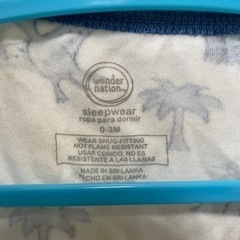 wonder
nation
sleepwear
ropa para dormir
0-3M
WEAR SNUG-FITTING
NOT FLAME RESISTANT
USAR CEÑIDO. NO ES
RESISTENTE A LAS LLAMAS
MADE IN SRI LANKA
HECHO EN SRI LANKA